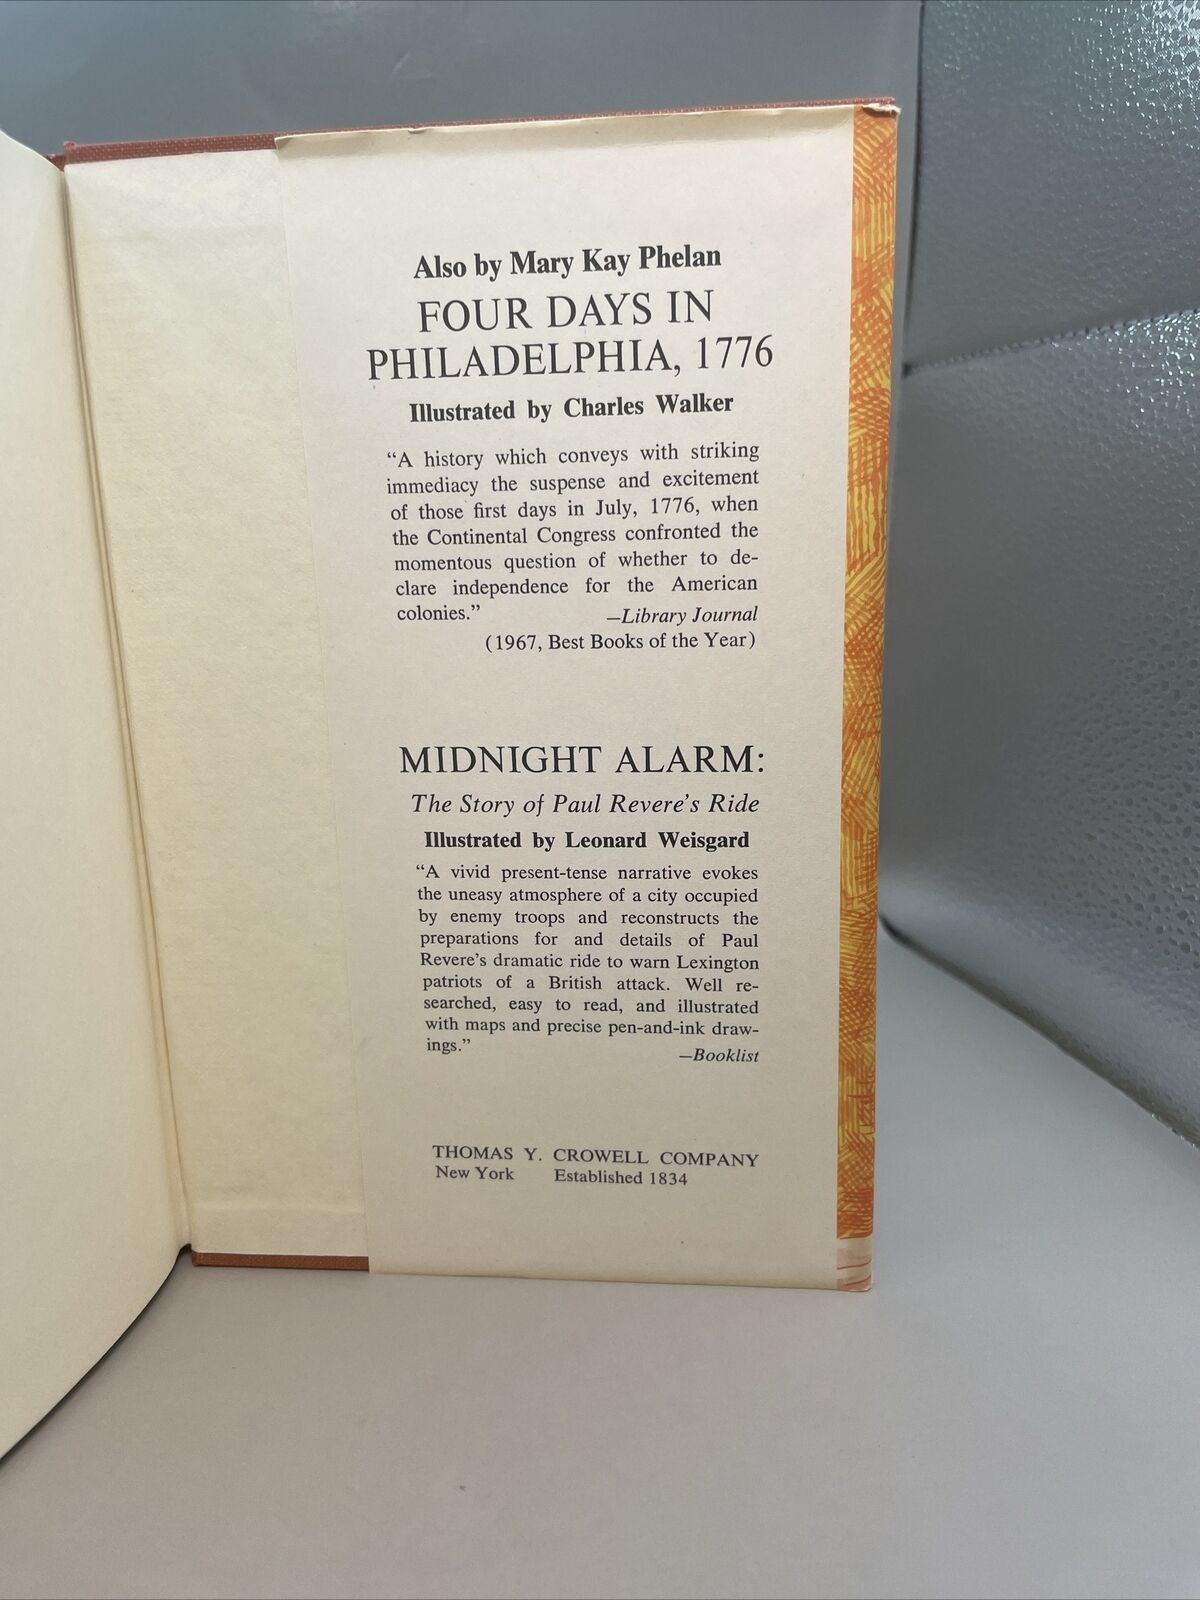 Also by Mary Kay Phelan
FOUR DAYS IN
PHILADELPHIA, 1776
Illustrated by Charles Walker
“A history which conveys with striking
immediacy the suspense and excitement
of those first days in July, 1776, when
the Continental Congress confronted the
momentous question of whether to de-
clare independence for the American
colonies.” —Library Journal
(1967, Best Books of the Year)
MIDNIGHT ALARM:
The Story of Paul Revere’s Ride
Illustrated by Leonard Weisgard
“A vivid present-tense narrative evokes
the uneasy atmosphere of a city occupied
by enemy troops and reconstructs the
preparations for and details of Paul
Revere’s dramatic ride to warn Lexington
patriots of a British attack. Well re-
searched, easy to read, and illustrated
with maps and precise pen-and-ink draw-
ings.” —Booklist
THOMAS Y. CROWELL COMPANY
New York Established 1834